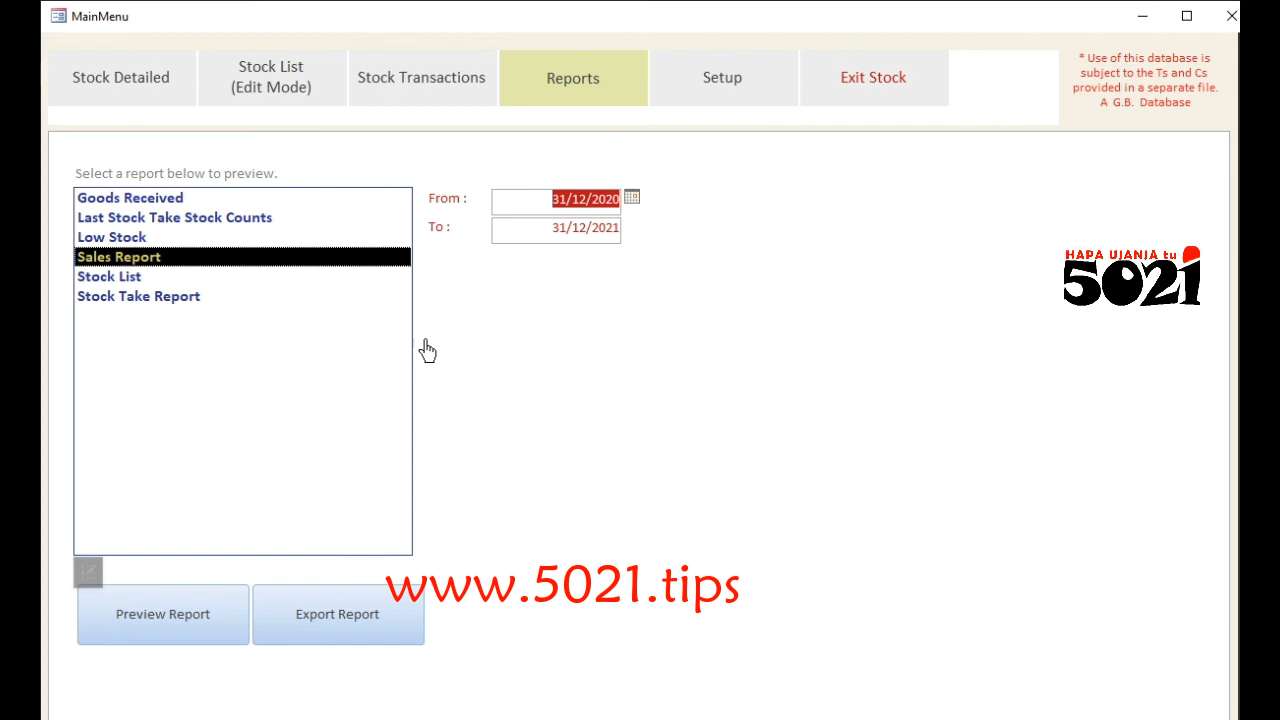 MainMenu
Stock Detailed
Stock List
(Edit Mode)
Stock Transactions
Reports
Setup
Exit Stock
* Use of this database is
subject to the Ts and Cs
provided in a separate file.
A G.B. Database
Select a report below to preview.
Goods Received
Last Stock Take Stock Counts
Low Stock
Sales Report
Stock List
Stock Take Report
From :
31/12/2020
To :
31/12/2021
HAPA UJANJA tu
5021
www.5021.tips
Preview Report
Export Report